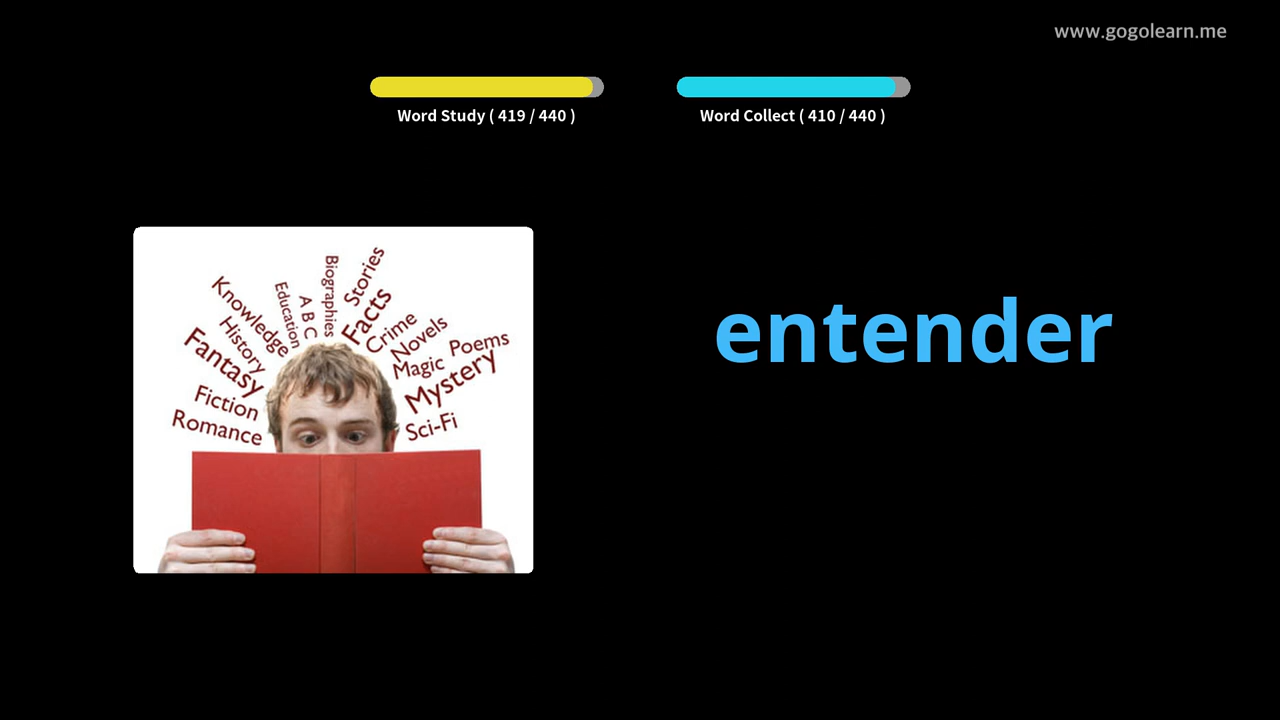 www.gogolearn.me
Word Study ( 419 / 440 )
Word Collect ( 410 / 440 )
Biographies
Stories
Education
A B C
Facts
Knowledge
Crime
History
Novels
Fantasy
Magic
Poems
Mystery
Fiction
Romance
Sci-Fi
entender